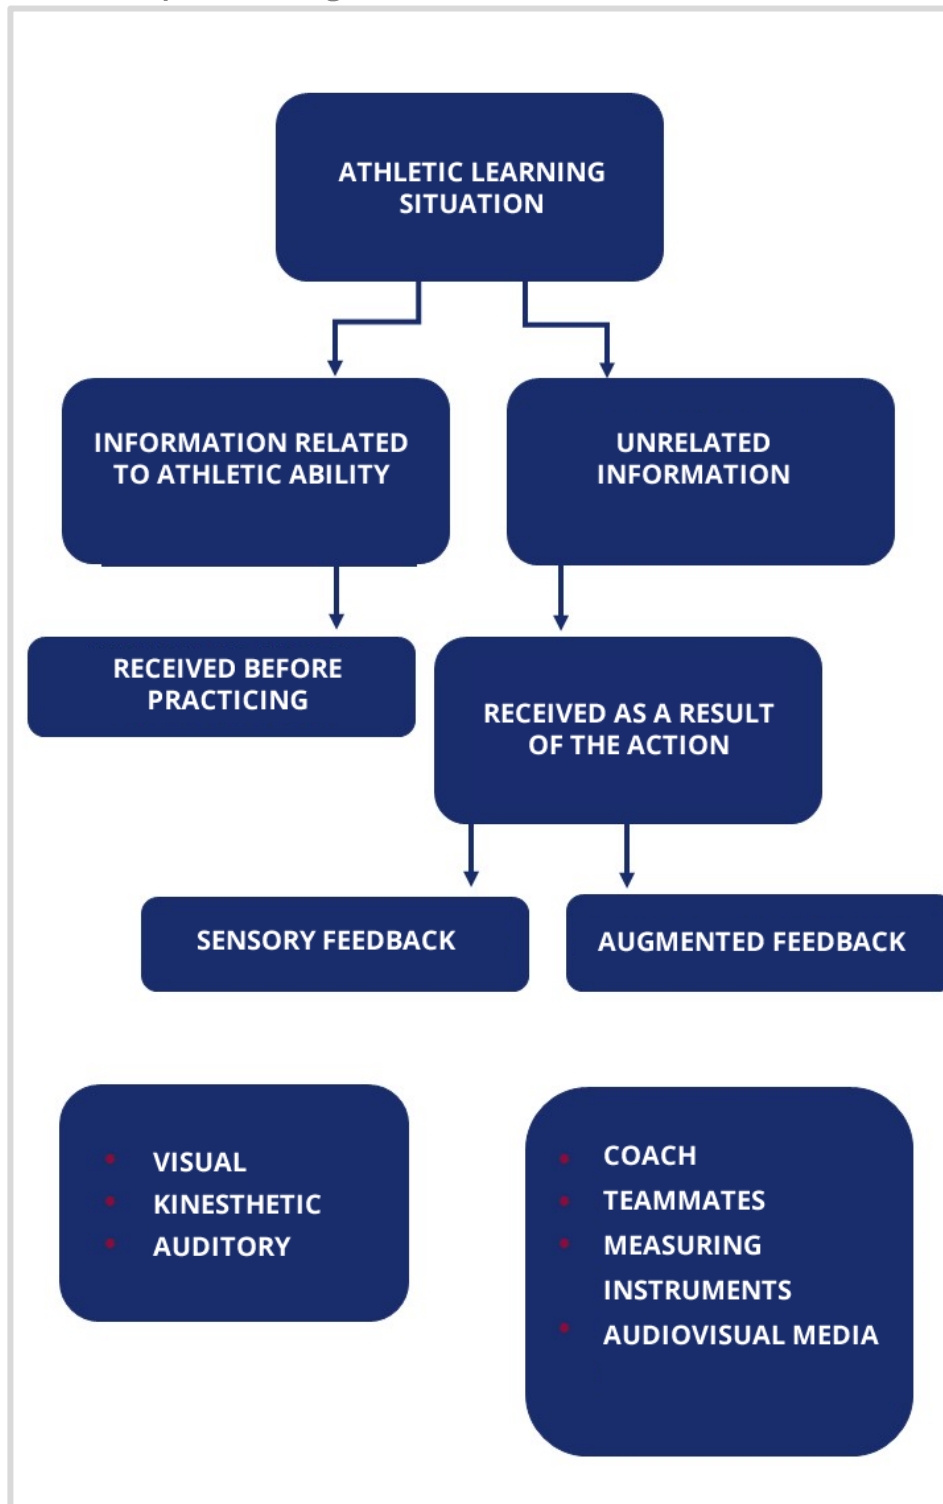 ATHLETIC LEARNING
SITUATION
INFORMATION RELATED
TO ATHLETIC ABILITY
UNRELATED
INFORMATION
RECEIVED BEFORE
PRACTICING
RECEIVED AS A RESULT
OF THE ACTION
SENSORY FEEDBACK
AUGMENTED FEEDBACK
• VISUAL
• KINESTHETIC
• AUDITORY
• COACH
• TEAMMATES
• MEASURING
INSTRUMENTS
• AUDIOVISUAL MEDIA